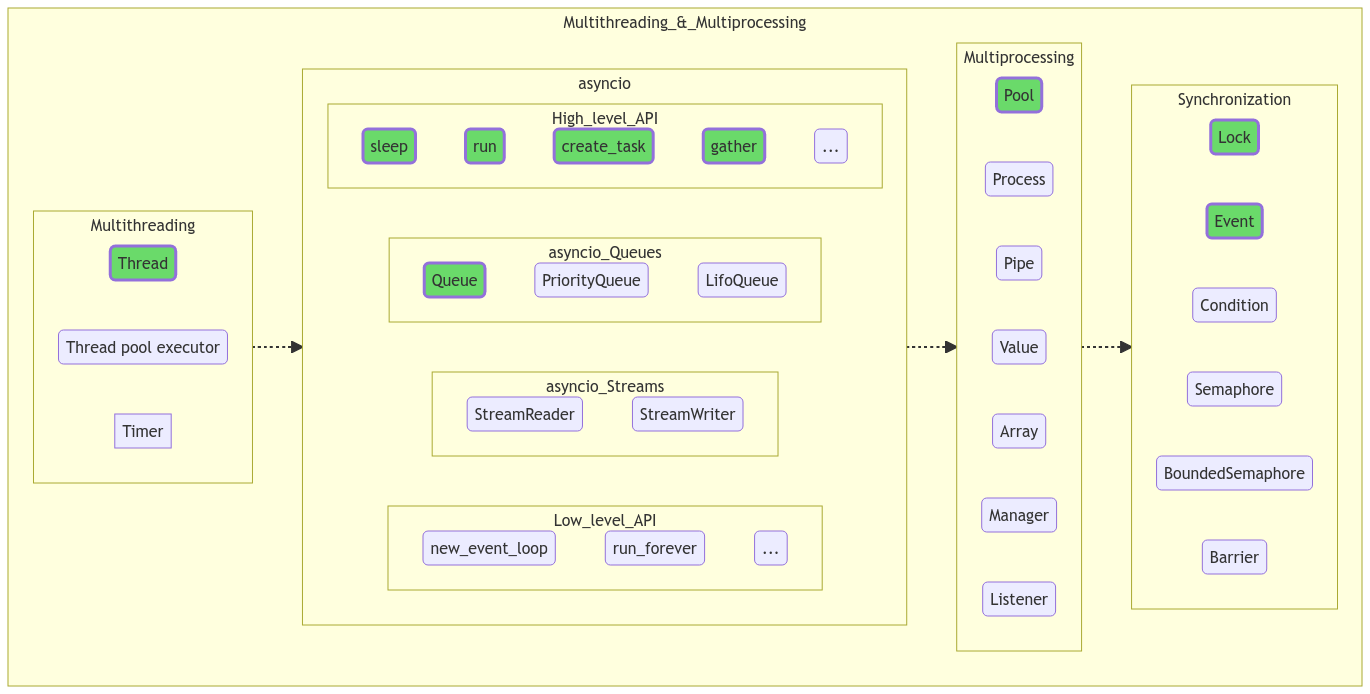 Multithreading_&_Multiprocessing
Multithreading
Thread
Thread pool executor
Timer
asyncio
High_level_API
sleep
run
create_task
gather
...
asyncio_Queues
Queue
PriorityQueue
LifoQueue
asyncio_Streams
StreamReader
StreamWriter
Low_level_API
new_event_loop
run_forever
...
Multiprocessing
Pool
Process
Pipe
Value
Array
Manager
Listener
Synchronization
Lock
Event
Condition
Semaphore
BoundedSemaphore
Barrier